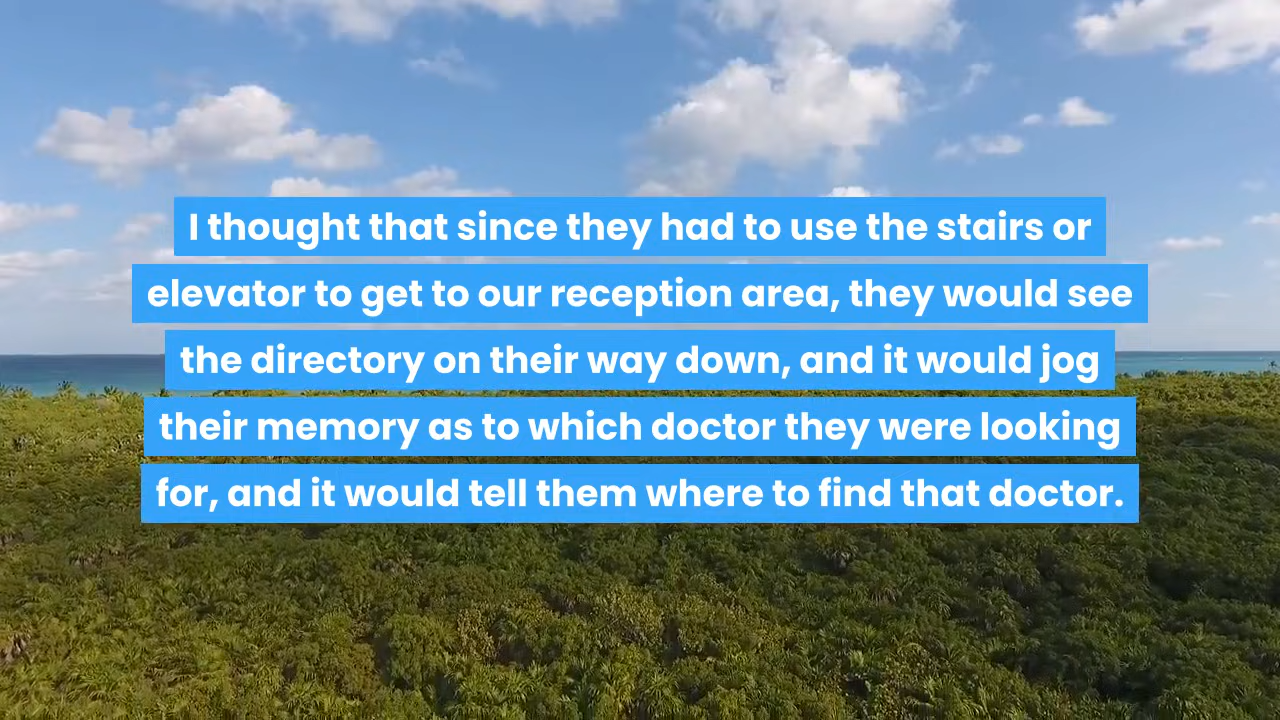 I thought that since they had to use the stairs or
elevator to get to our reception area, they would see
the directory on their way down, and it would jog
their memory as to which doctor they were looking
for, and it would tell them where to find that doctor.